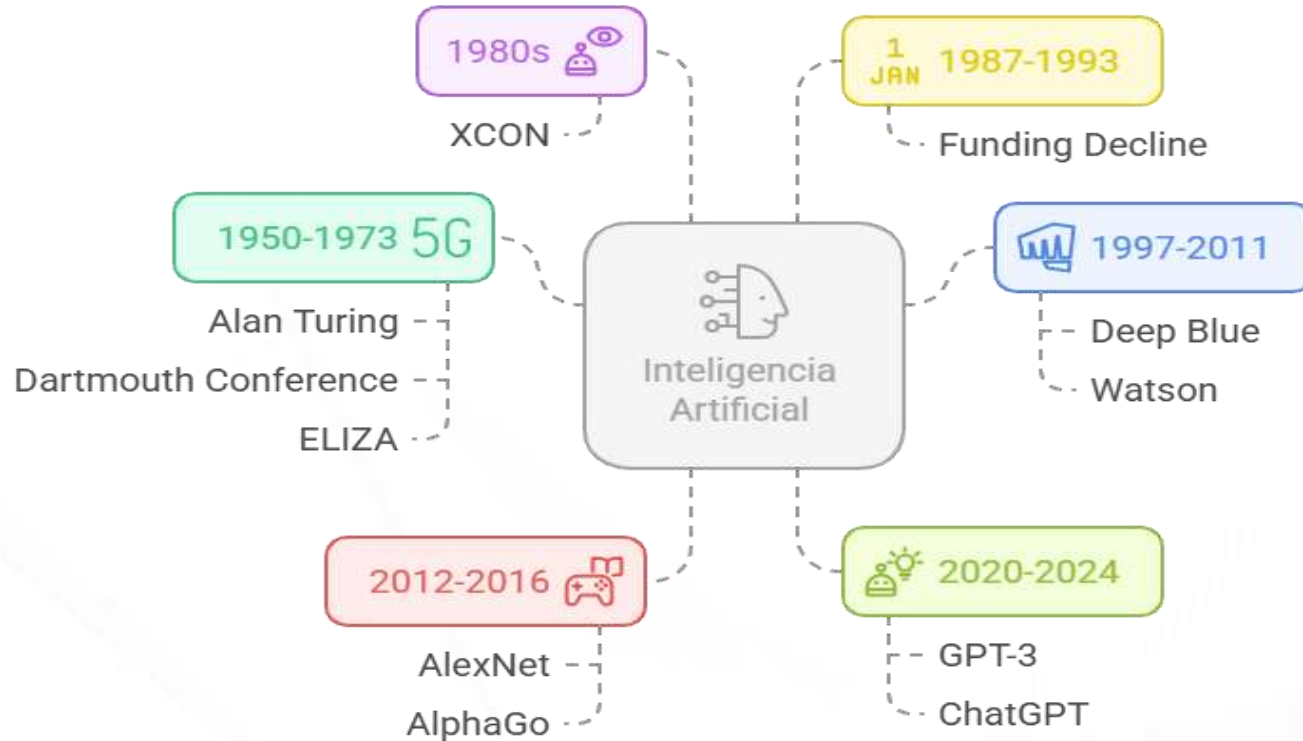 1980s
XCON
1 JAN 1987-1993
Funding Decline
1950-1973 5G
Alan Turing
Dartmouth Conference
ELIZA
Inteligencia
Artificial
1997-2011
Deep Blue
Watson
2012-2016
AlexNet
AlphaGo
2020-2024
GPT-3
ChatGPT